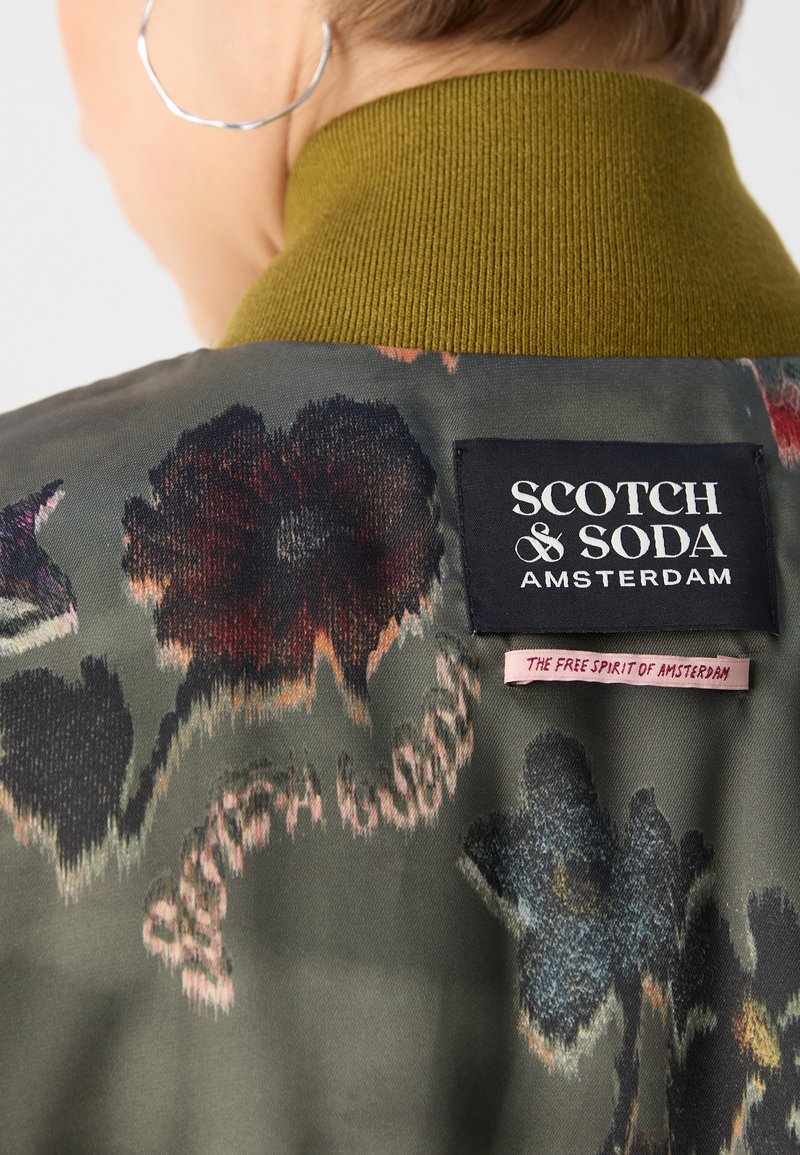 SCOTCH
& SODA
AMSTERDAM
THE FREE SPIRIT OF AMSTERDAM